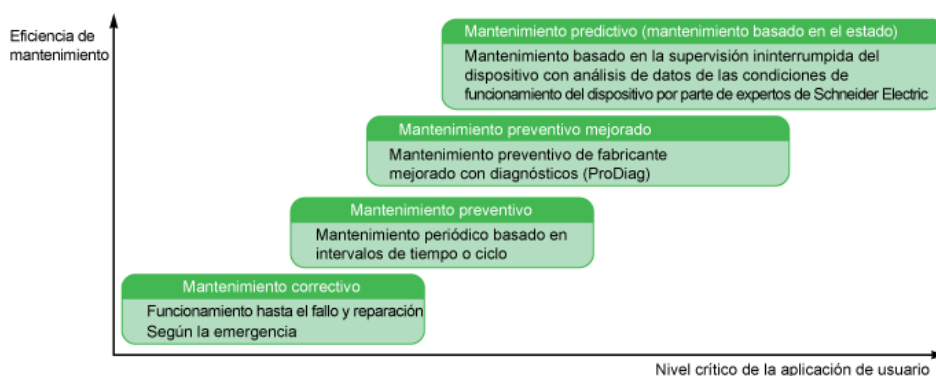 Eficiencia de
mantenimiento
Mantenimiento predictivo (mantenimiento basado en el estado)
Mantenimiento basado en la supervisión ininterrumpida del
dispositivo con análisis de datos de las condiciones de
funcionamiento del dispositivo por parte de expertos de Schneider Electric
Mantenimiento preventivo mejorado
Mantenimiento preventivo de fabricante
mejorado con diagnósticos (ProDiag)
Mantenimiento preventivo
Mantenimiento periódico basado en
intervalos de tiempo o ciclo
Mantenimiento correctivo
Funcionamiento hasta el fallo y reparación
Según la emergencia
Nivel crítico de la aplicación de usuario